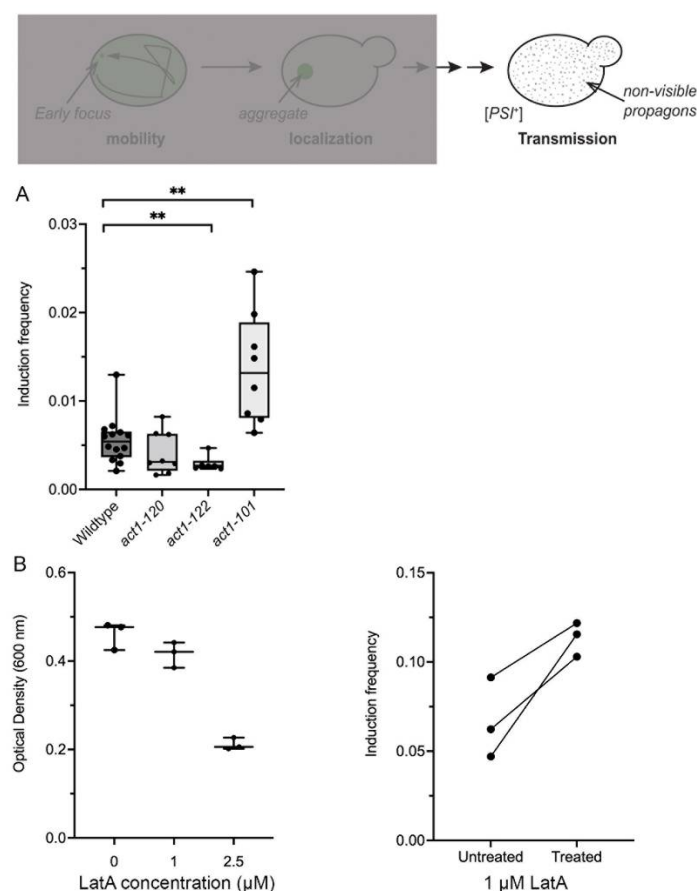 Early focus
mobility
aggregate
localization
[PSI⁺]
non-visible
propagons
Transmission
A
**
**
0.03
0.02
0.01
0.00
Induction frequency
Wildtype
act1-120
act1-122
act1-101
B
0.6
0.4
0.2
0.0
Optical Density (600 nm)
0
1
2.5
LatA concentration (µM)
0.15
0.10
0.05
0.00
Induction frequency
Untreated
Treated
1 µM LatA